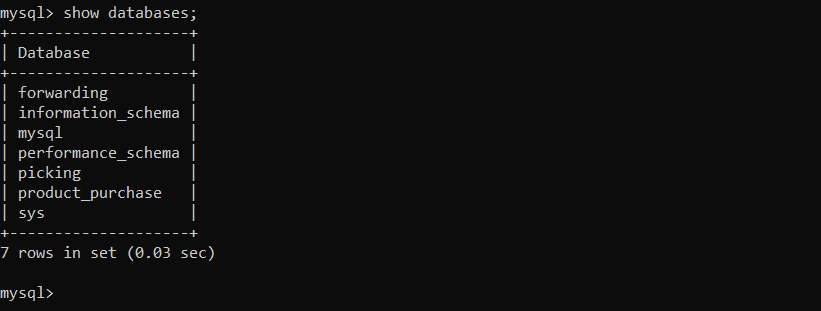 mysql> show databases;
+--------------------+
| Database           |
+--------------------+
| forwarding         |
| information_schema |
| mysql              |
| performance_schema |
| picking            |
| product_purchase   |
| sys                |
+--------------------+
7 rows in set (0.03 sec)
mysql>